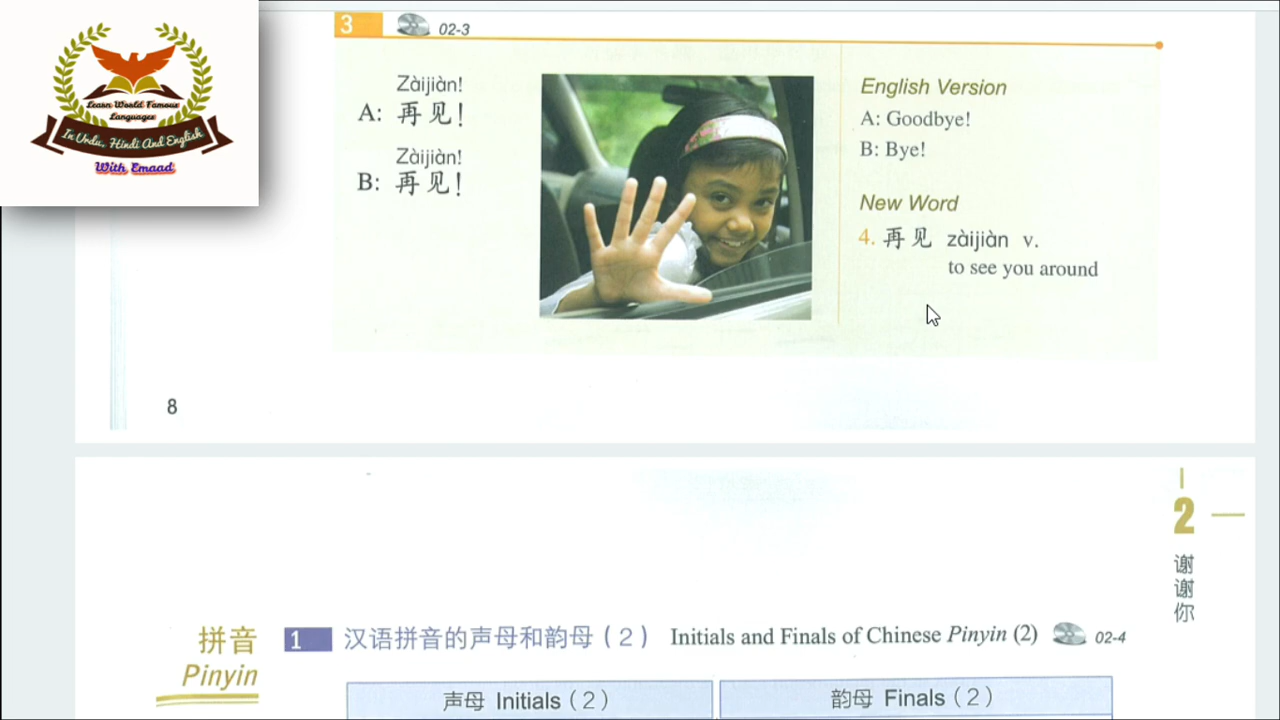 Learn World Famous
Languages
In Urdu, Hindi And English
With Emaad
3
02-3
Zàijiàn!
A: 再见!
Zàijiàn!
B: 再见!
English Version
A: Goodbye!
B: Bye!
New Word
4. 再见 zàijiàn v.
to see you around
8
2
谢谢你
拼音
Pinyin
1 汉语拼音的声母和韵母(2) Initials and Finals of Chinese Pinyin (2) 02-4
声母 Initials(2)
韵母 Finals(2)